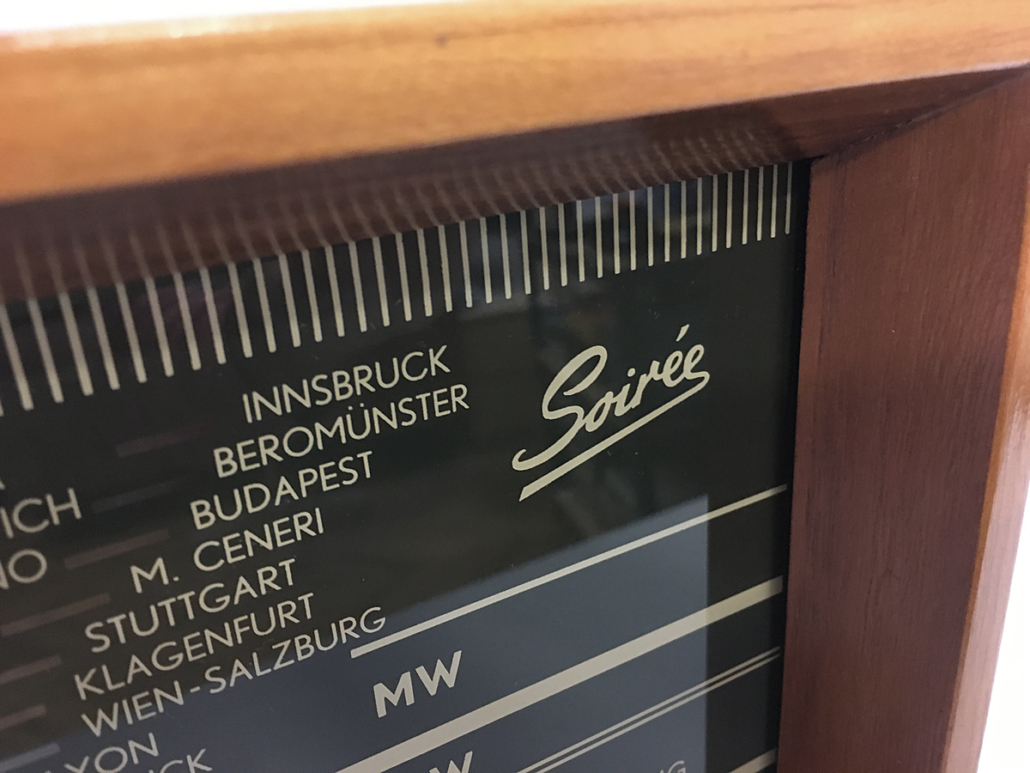 INNSBRUCK
BEROMÜNSTER
BUDAPEST
M. CENERI
STUTTGART
KLAGENFURT
WIEN-SALZBURG
Soirée
MW